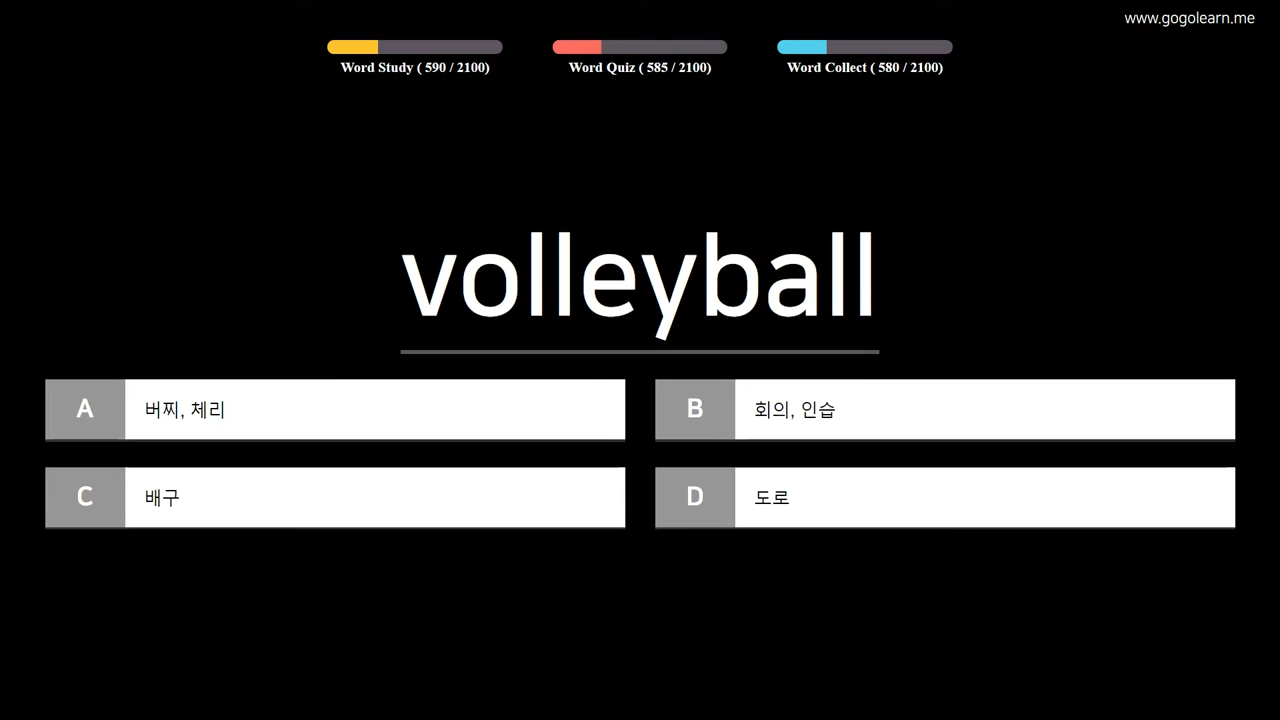 www.gogolearn.me
Word Study ( 590 / 2100)
Word Quiz ( 585 / 2100)
Word Collect ( 580 / 2100)
volleyball
A 버찌, 체리
B 회의, 인습
C 배구
D 도로